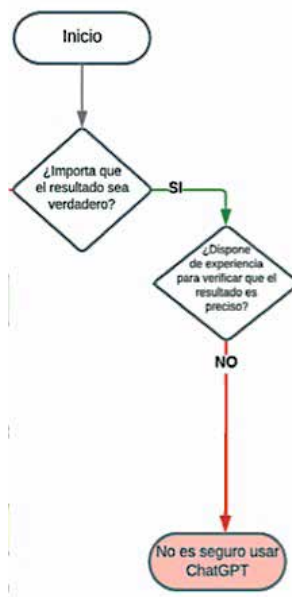 Inicio
¿Importa que
el resultado sea
verdadero?
SI
¿Dispone
de experiencia
para verificar que el
resultado es
preciso?
NO
No es seguro usar
ChatGPT